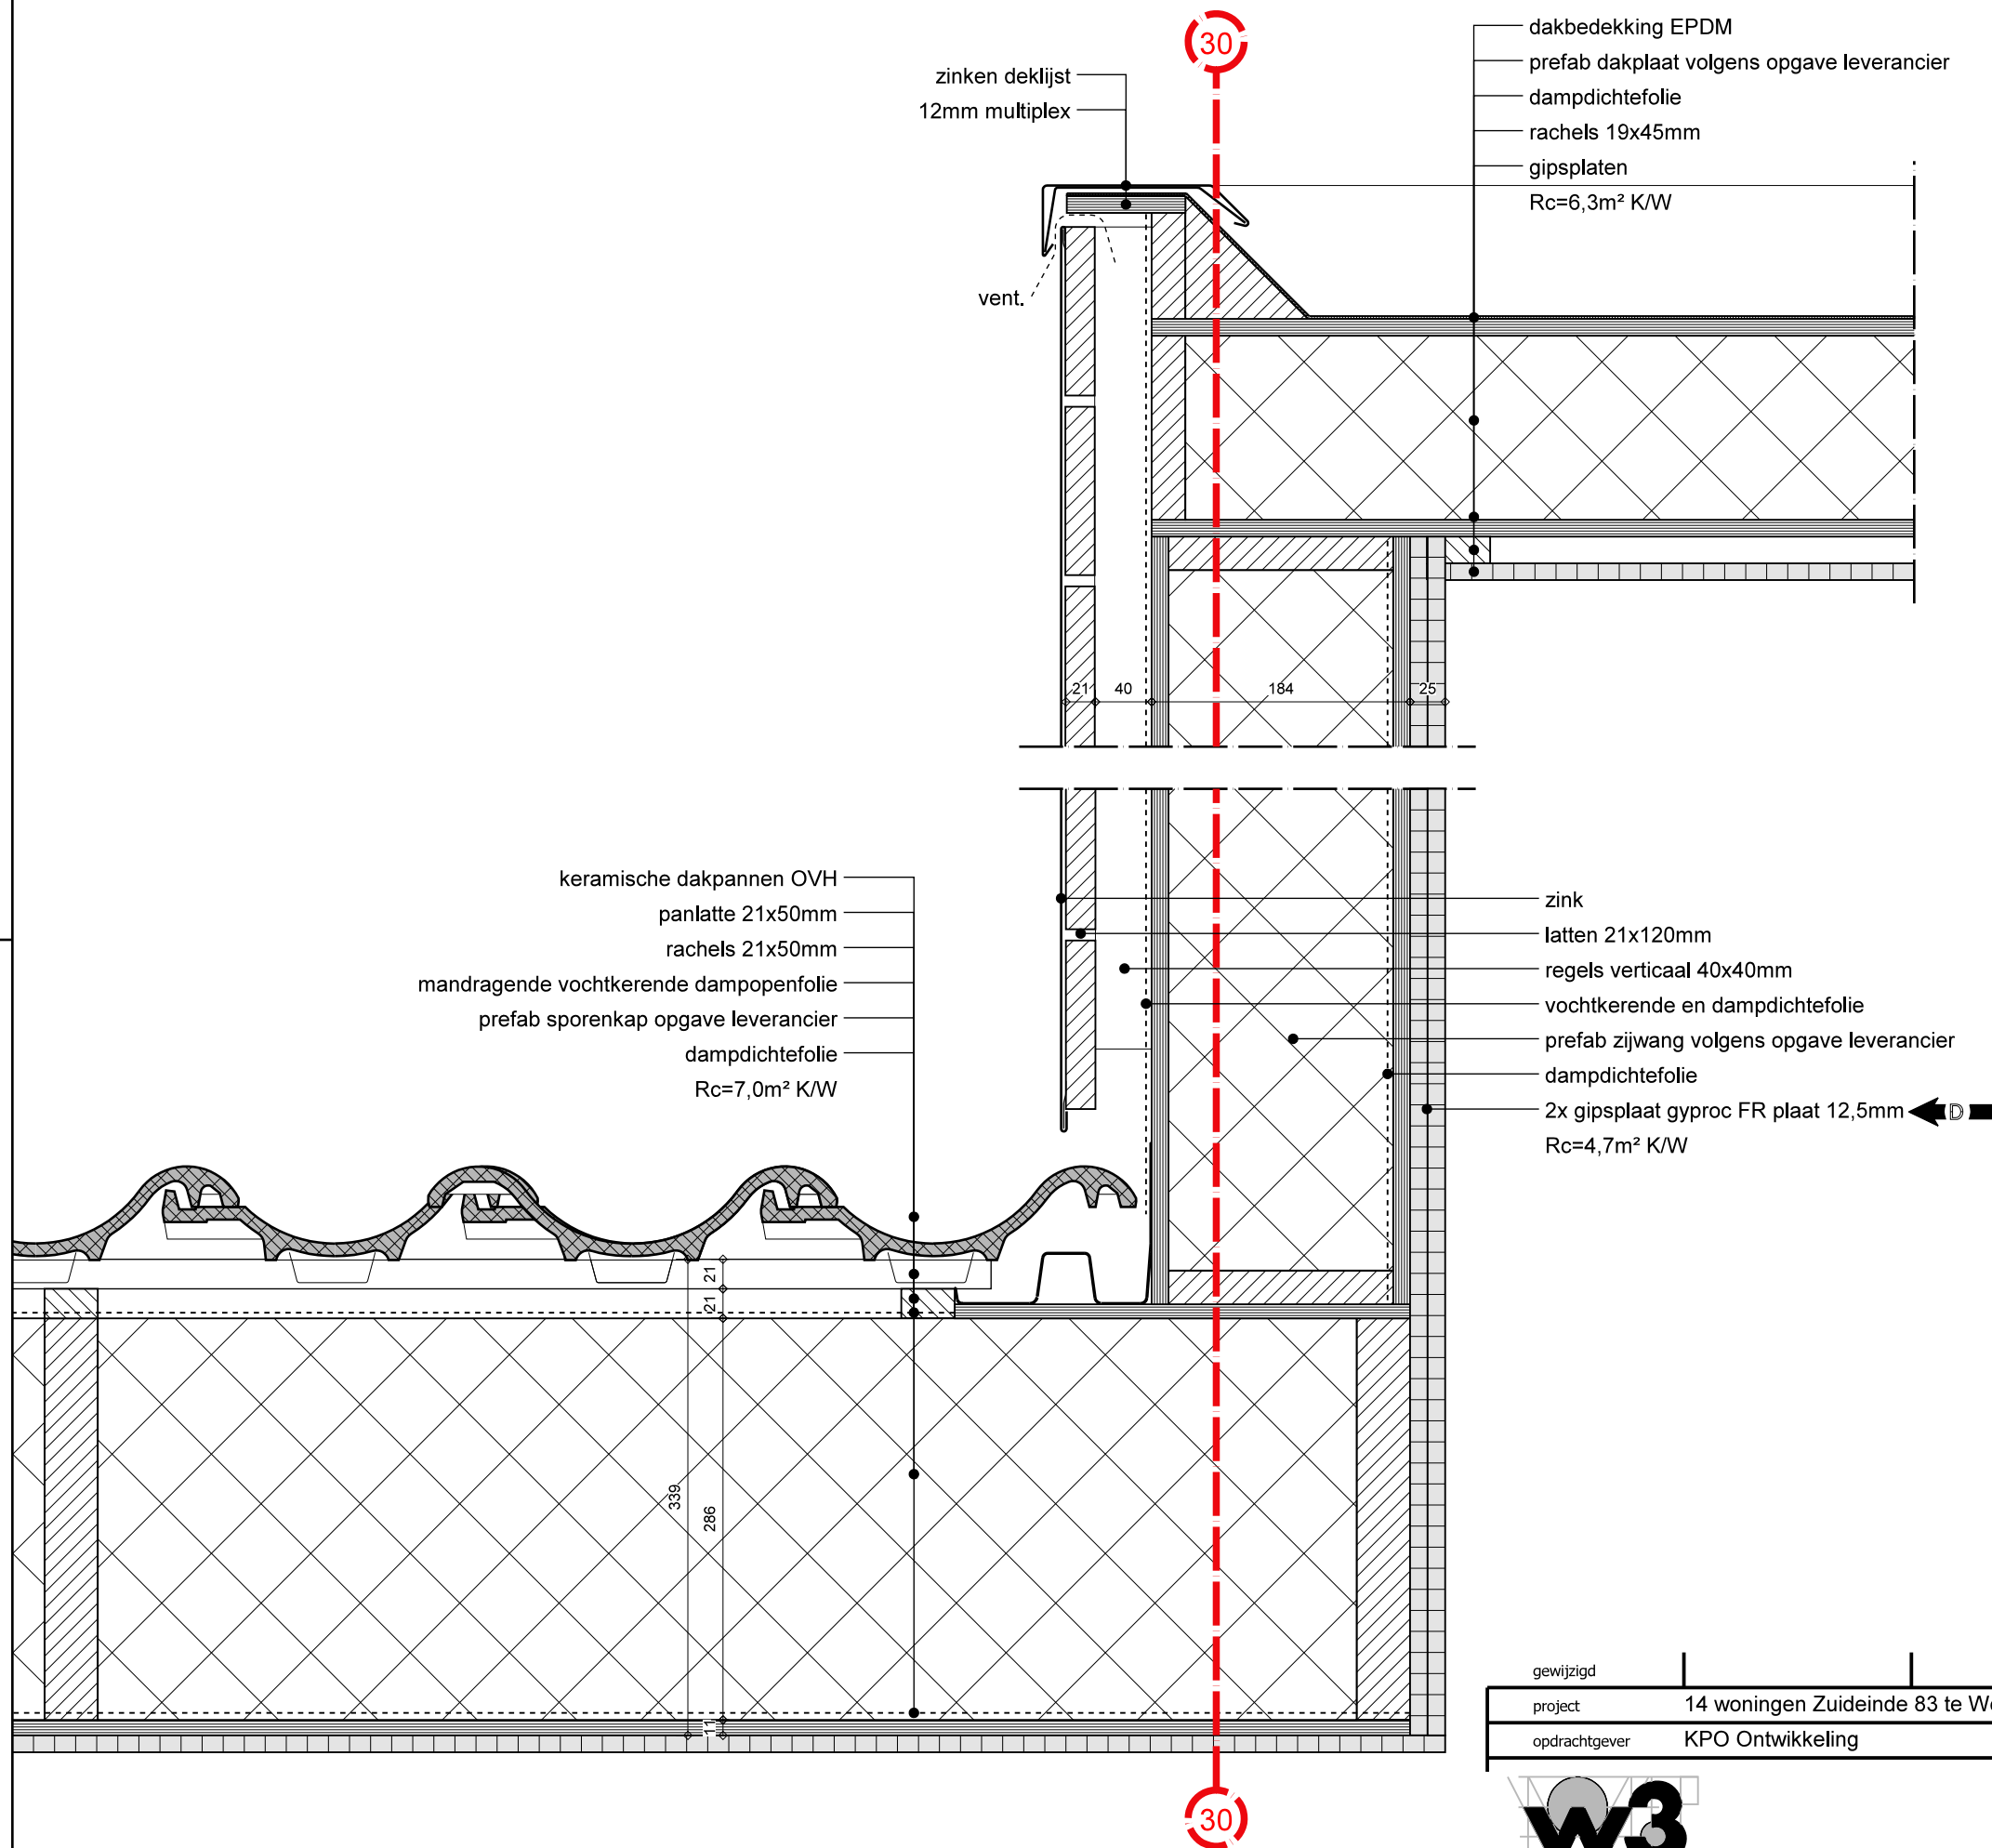 30
dakbedekking EPDM
prefab dakplaat volgens opgave leverancier
dampdichtefolie
rachels 19x45mm
gipsplaten
Rc=6,3m² K/W
zinken deklijst
12mm multiplex
vent.
21 40 184 25
keramische dakpannen OVH
panlatte 21x50mm
rachels 21x50mm
mandragende vochtkerende dampopenfolie
prefab sporenkap opgave leverancier
dampdichtefolie
Rc=7,0m² K/W
zink
latten 21x120mm
regels verticaal 40x40mm
vochtkerende en dampdichtefolie
prefab zijwang volgens opgave leverancier
dampdichtefolie
2x gipsplaat gyproc FR plaat 12,5mm D
Rc=4,7m² K/W
21
21
339
286
11
gewijzigd
project 14 woningen Zuideinde 83 te
opdrachtgever KPO Ontwikkeling
30
w3